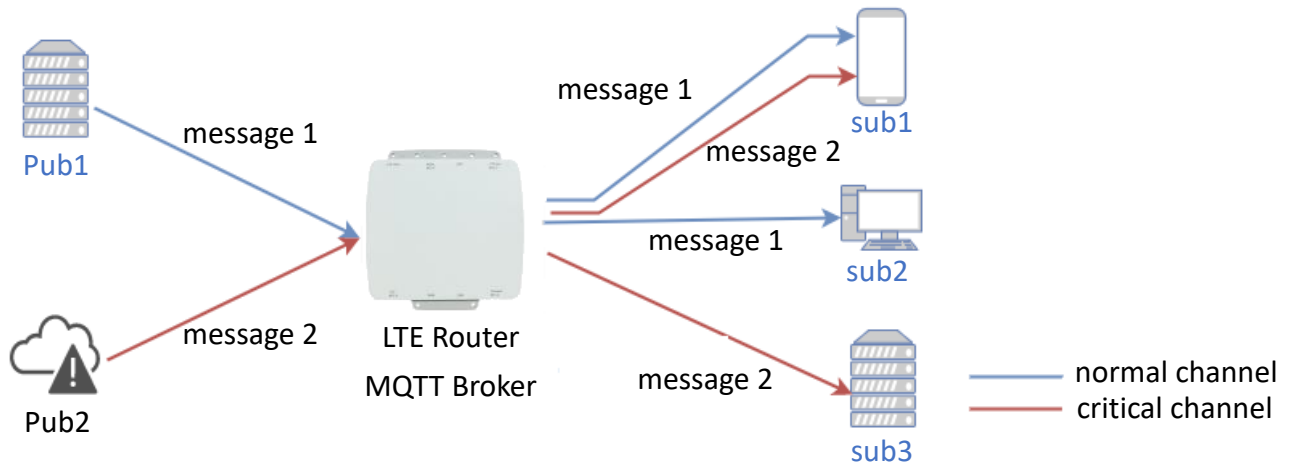 message 1
sub1
message 1
Pub1
message 2
message 1
sub2
message 2
LTE Router
MQTT Broker
Pub2
message 2
sub3
normal channel
critical channel